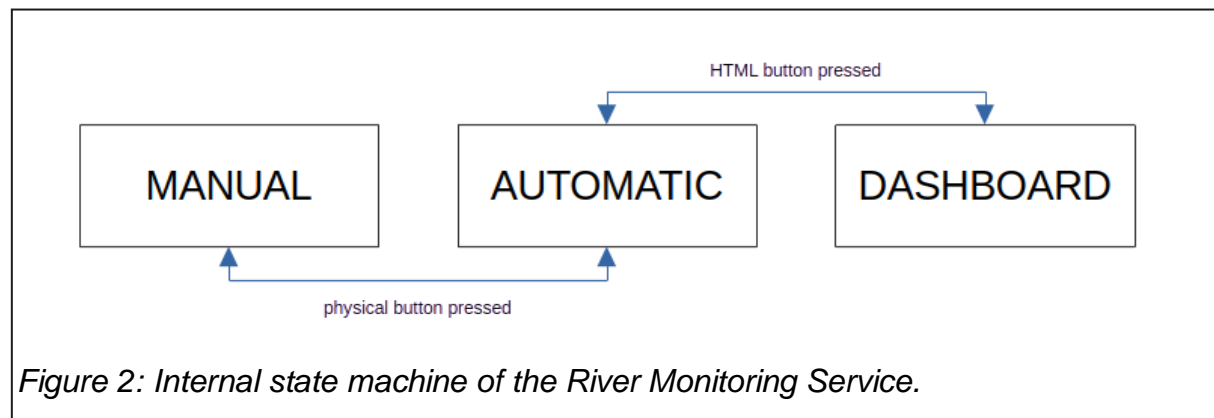 HTML button pressed
MANUAL
AUTOMATIC
DASHBOARD
physical button pressed
Figure 2: Internal state machine of the River Monitoring Service.